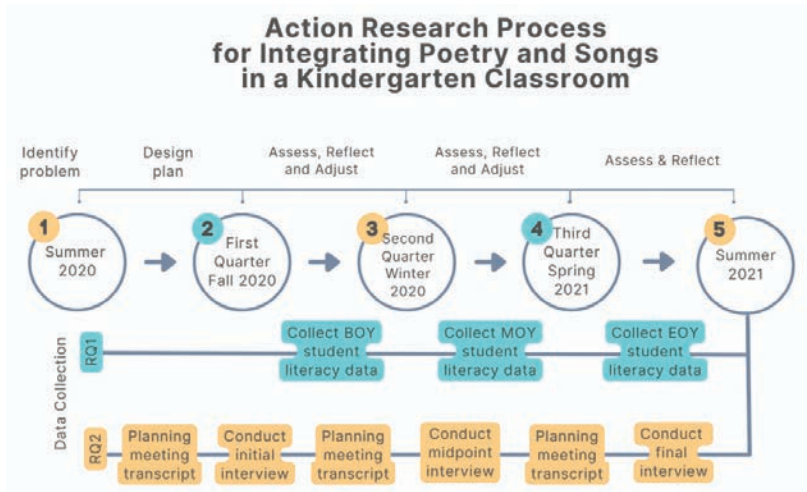 Action Research Process
for Integrating Poetry and Songs
in a Kindergarten Classroom
Identify
problem
Design
plan
Assess, Reflect
and Adjust
Assess, Reflect
and Adjust
Assess & Reflect
1
Summer
2020
2
First
Quarter
Fall 2020
3
Second
Quarter
Winter
2020
4
Third
Quarter
Spring
2021
5
Summer
2021
Data Collection
RQ1
Collect BOY
student
literacy data
Collect MOY
student
literacy data
Collect EOY
student
literacy data
RQ2
Planning
meeting
transcript
Conduct
initial
interview
Planning
meeting
transcript
Conduct
midpoint
interview
Planning
meeting
transcript
Conduct
final
interview